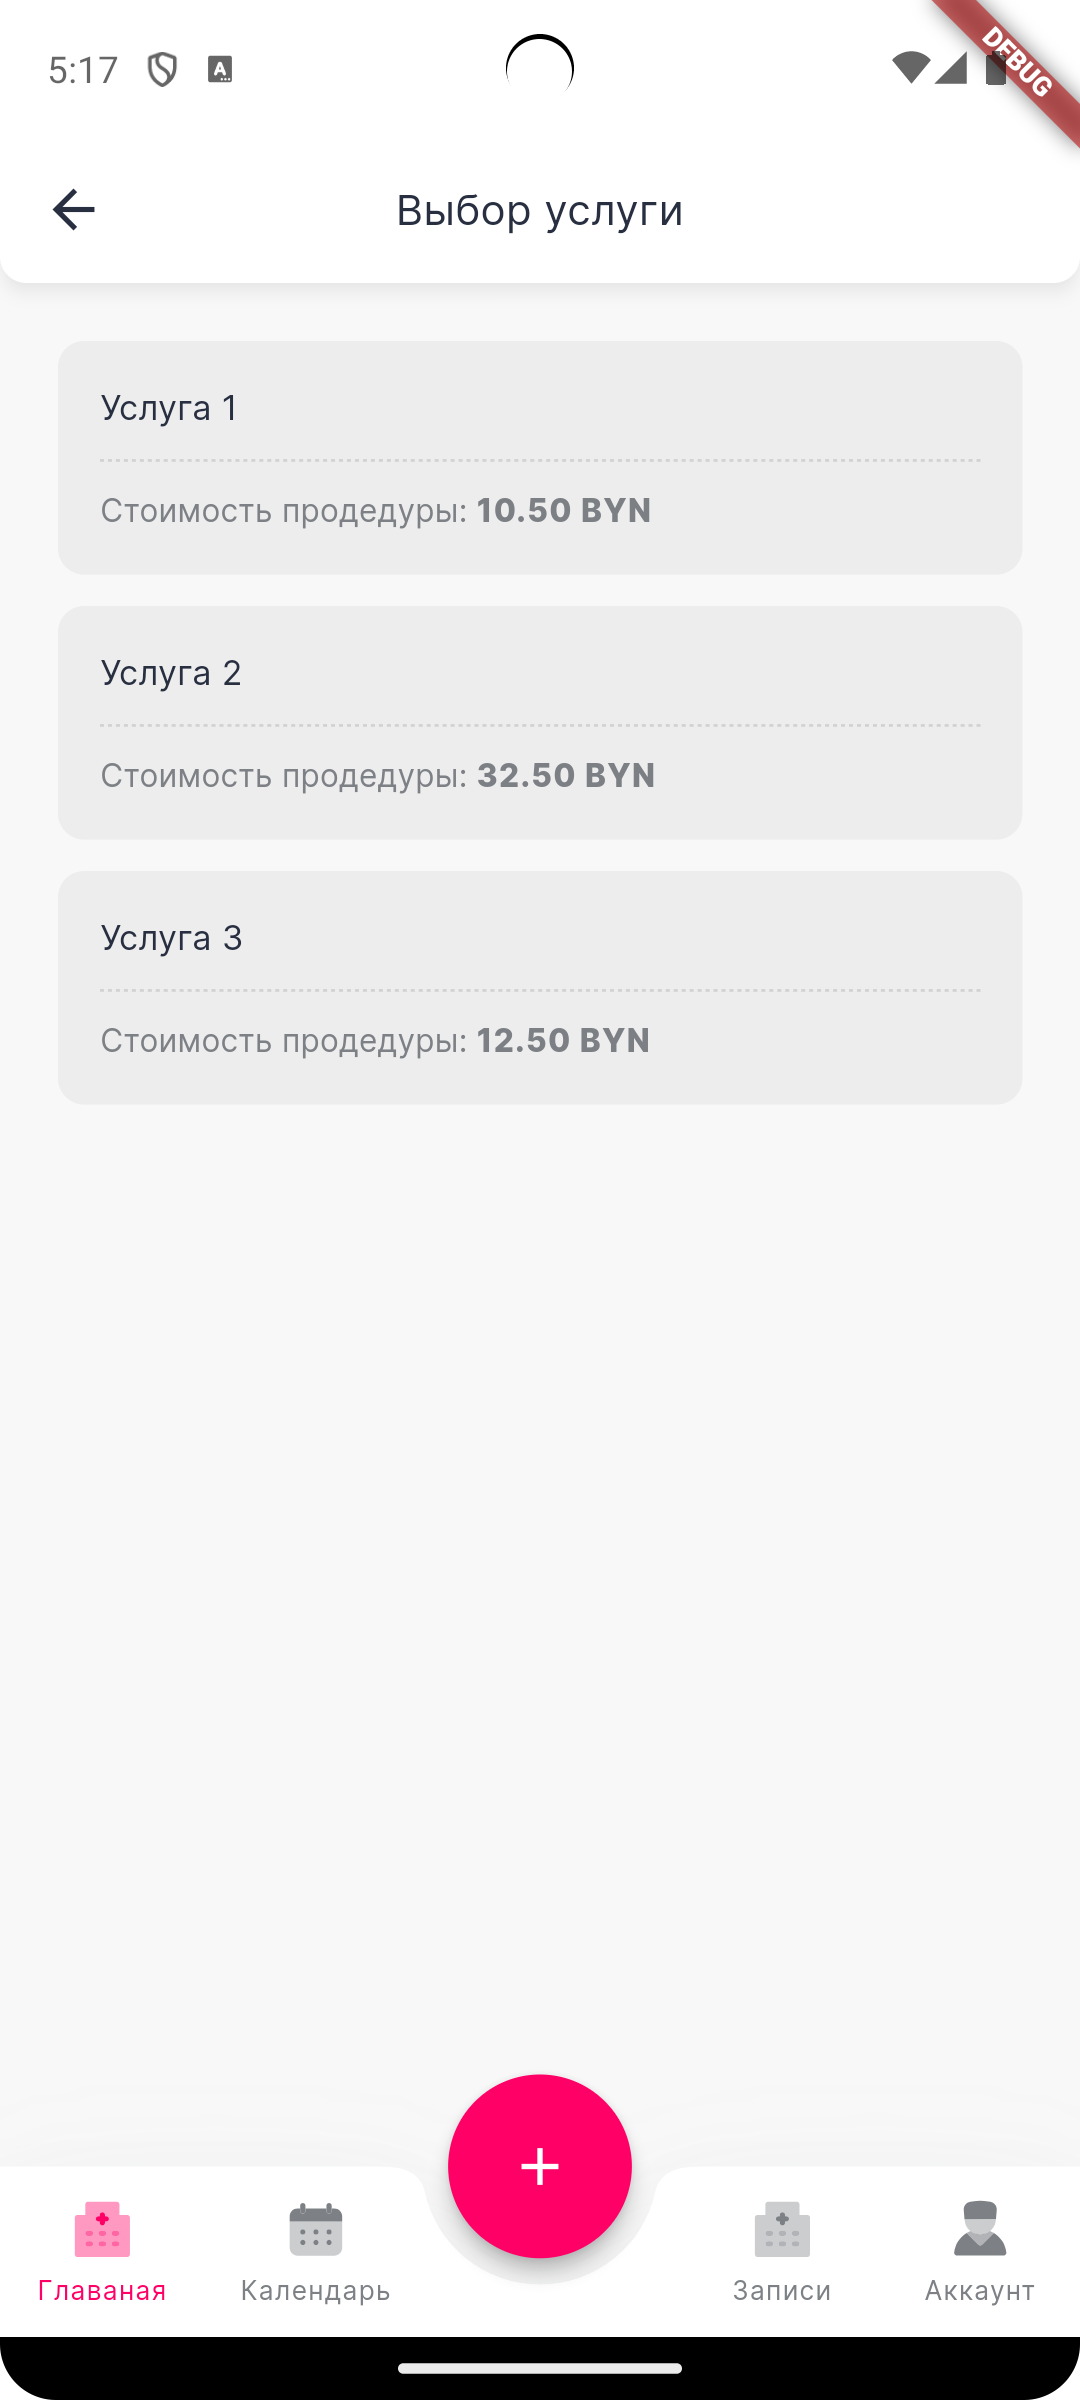 5:17
DEBUG
Выбор услуги
Услуга 1
Стоимость продедуры: 10.50 BYN
Услуга 2
Стоимость продедуры: 32.50 BYN
Услуга 3
Стоимость продедуры: 12.50 BYN
Главаная
Календарь
Записи
Аккаунт